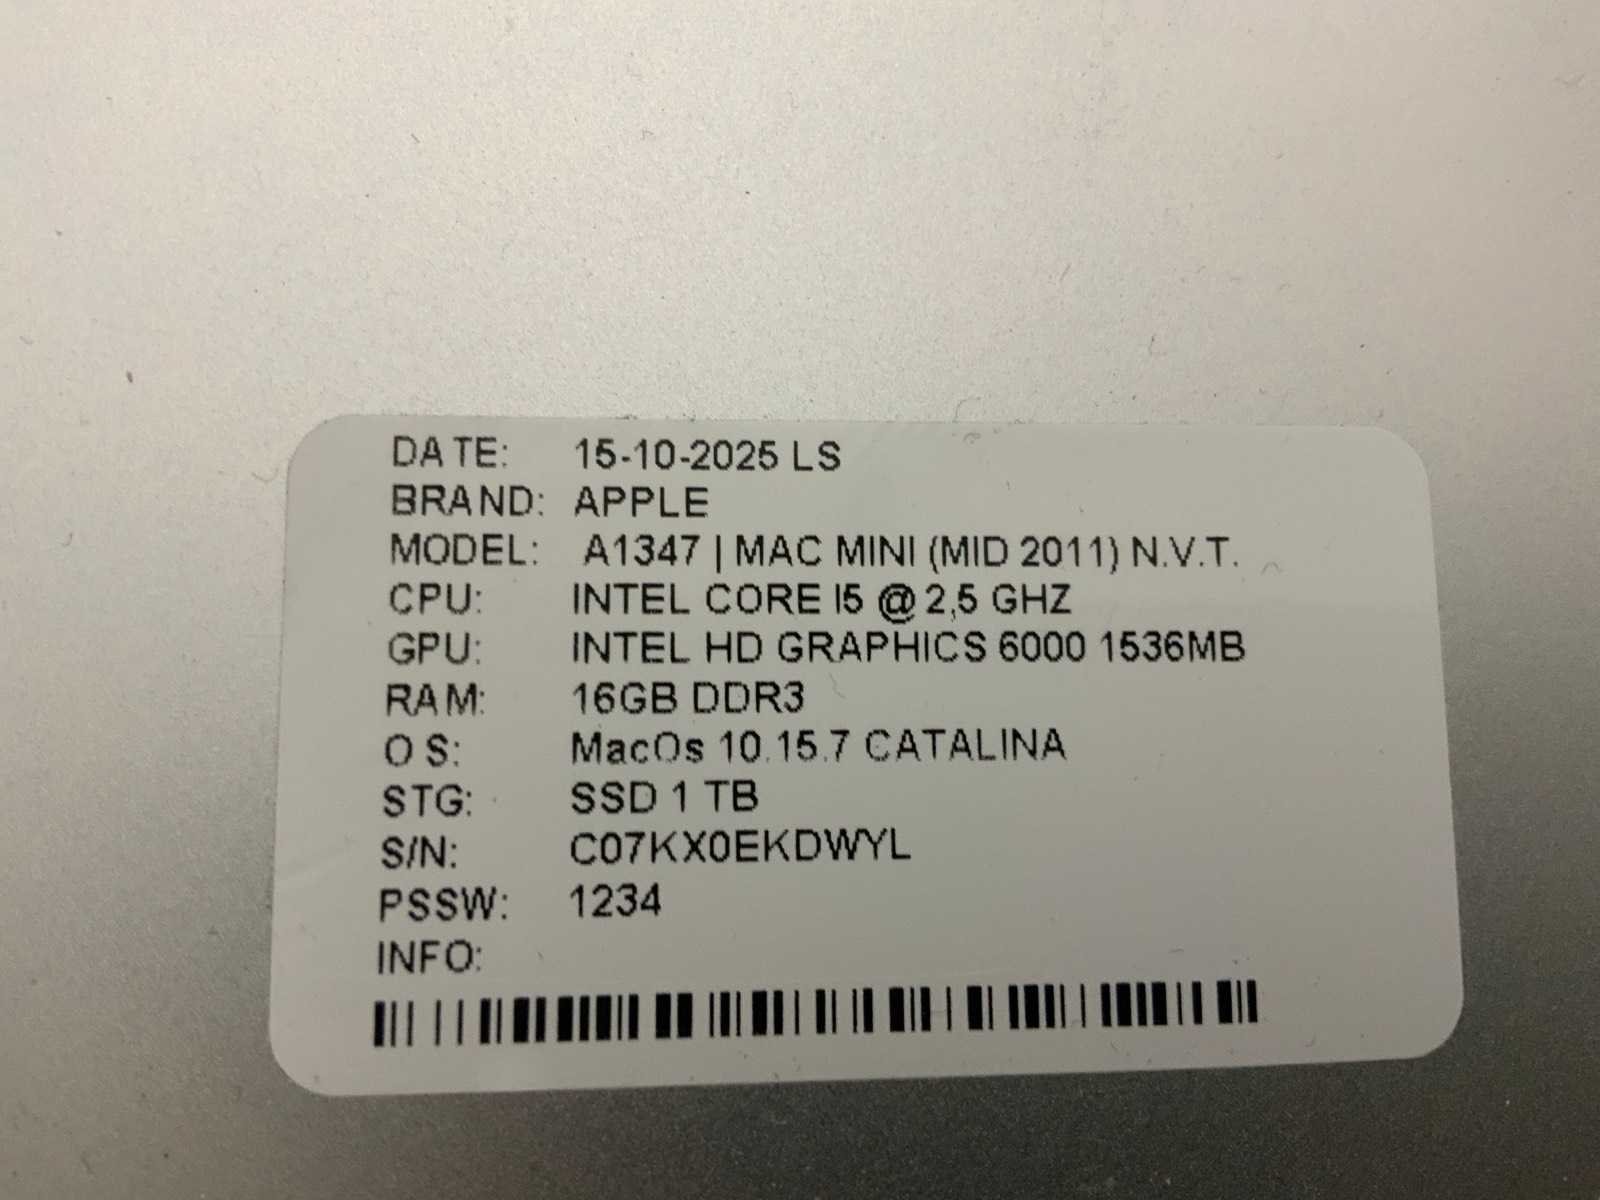 DATE: 15-10-2025 LS
BRAND: APPLE
MODEL: A1347 | MAC MINI (MID 2011) N.V.T.
CPU: INTEL CORE I5 @ 2,5 GHZ
GPU: INTEL HD GRAPHICS 6000 1536MB
RAM: 16GB DDR3
OS: MacOs 10.15.7 CATALINA
STG: SSD 1 TB
S/N: C07KX0EKDWYL
PSSW: 1234
INFO: